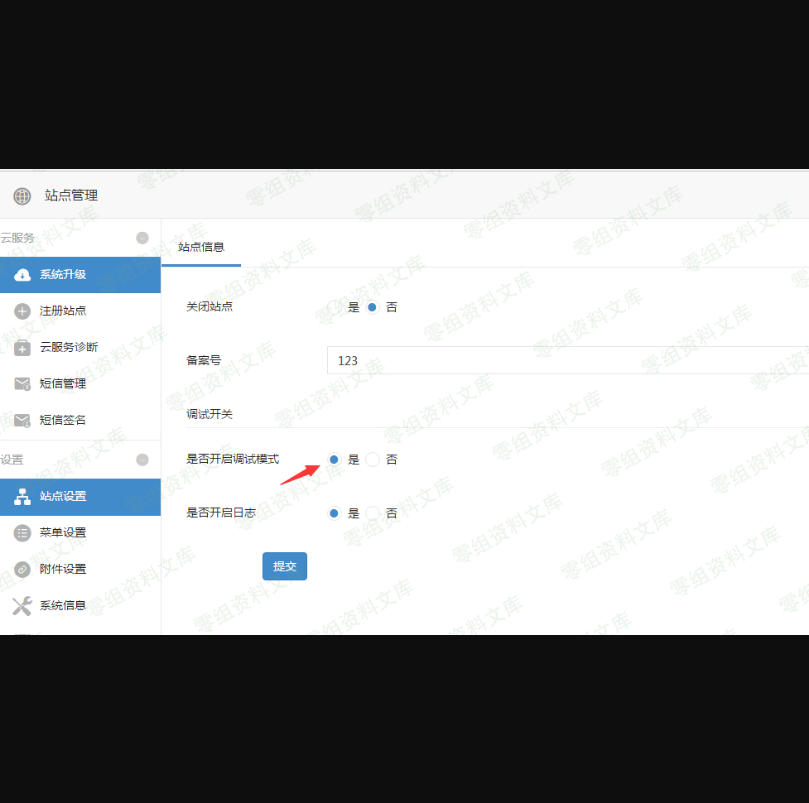 站点管理
云服务
系统升级
注册站点
云服务诊断
短信管理
短信签名
设置
站点设置
菜单设置
附件设置
系统信息
站点信息
关闭站点 是 否
备案号 123
调试开关
是否开启调试模式 是 否
是否开启日志 是 否
提交
零组资料文库